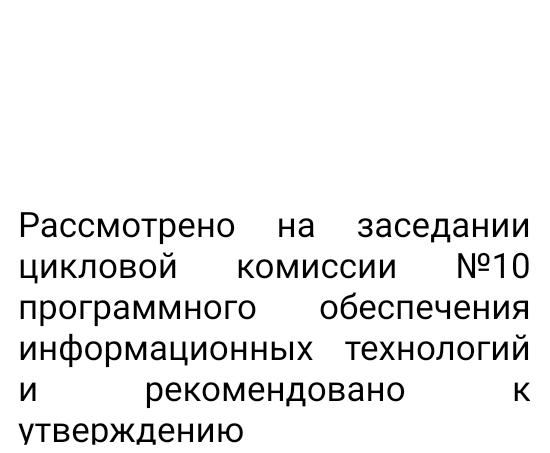 Рассмотрено на заседании
цикловой комиссии №10
программного обеспечения
информационных технологий
и рекомендовано к
утверждению